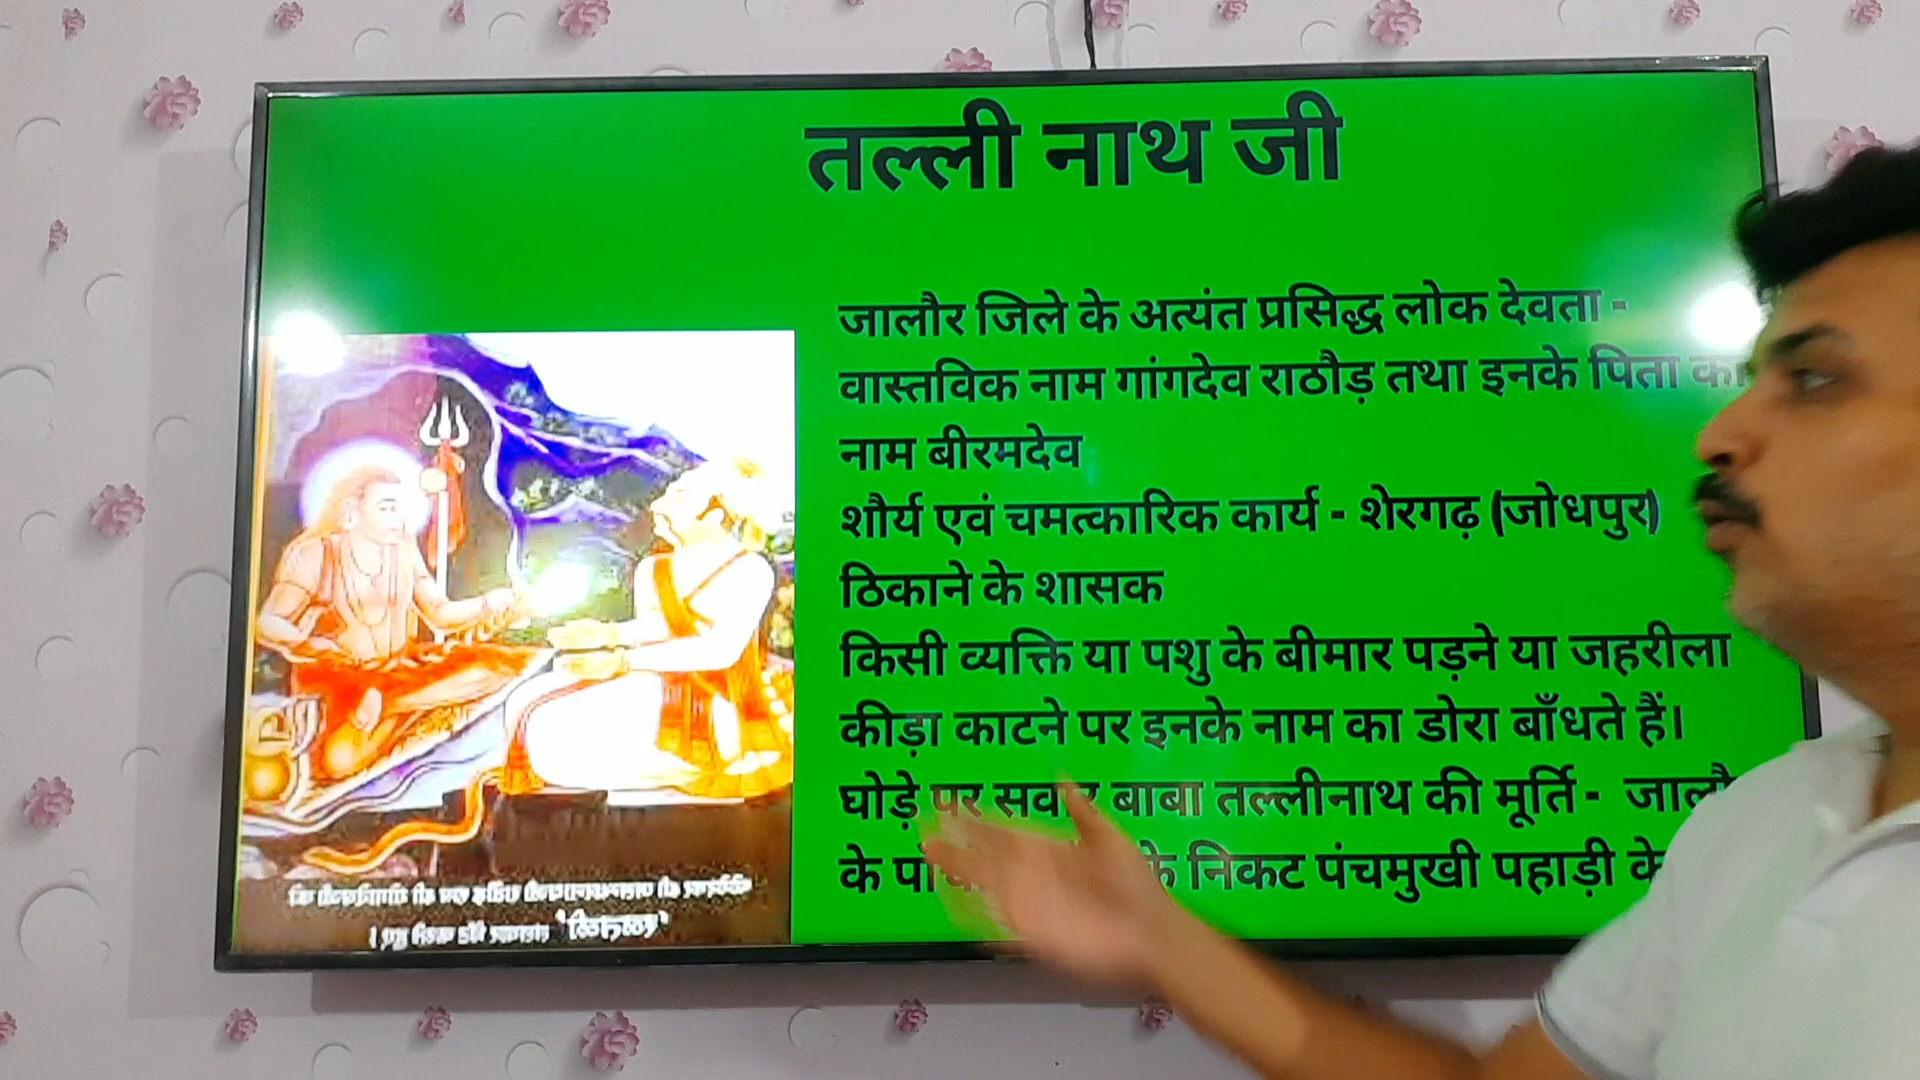 तल्ली नाथ जी
जालौर जिले के अत्यंत प्रसिद्ध लोक देवता -
वास्तविक नाम गांगदेव राठौड़ तथा इनके पिता का
नाम बीरमदेव
शौर्य एवं चमत्कारिक कार्य - शेरगढ़ (जोधपुर)
ठिकाने के शासक
किसी व्यक्ति या पशु के बीमार पड़ने या जहरीला
कीड़ा काटने पर इनके नाम का डोरा बाँधते हैं।
घोड़े पर सवार बाबा तल्लीनाथ की मूर्ति -
के निकट पंचमुखी पहाड़ी के